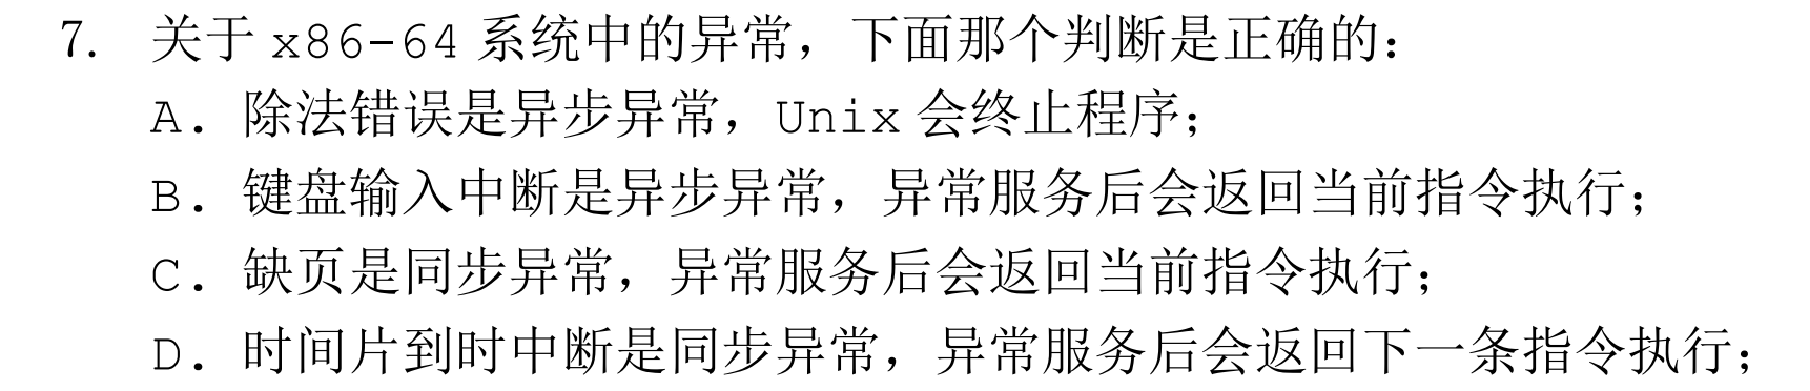 7. 关于 x86-64 系统中的异常，下面那个判断是正确的：
A. 除法错误是异步异常，Unix 会终止程序；
B. 键盘输入中断是异步异常，异常服务后会返回当前指令执行；
C. 缺页是同步异常，异常服务后会返回当前指令执行；
D. 时间片到时中断是同步异常，异常服务后会返回下一条指令执行；